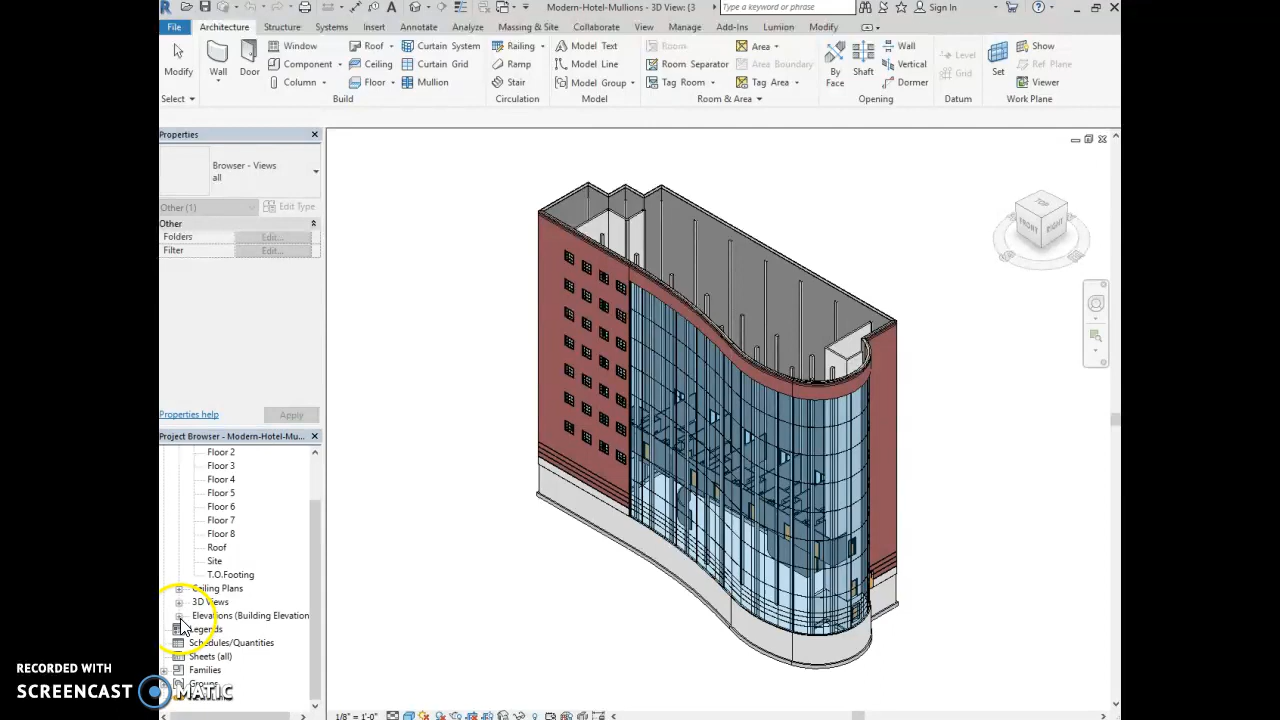 Modern-Hotel-Mullions - 3D View: {3
Type a keyword or phrase
Sign In
File Architecture Structure Systems Insert Annotate Analyze Massing & Site Collaborate View Manage Add-Ins Lumion Modify
Modify
Select
Wall
Door
Window
Component
Column
Roof
Ceiling
Floor
Curtain System
Curtain Grid
Mullion
Build
Railing
Ramp
Stair
Circulation
Model Text
Model Line
Model Group
Model
Room
Room Separator
Tag Room
Area
Area Boundary
Tag Area
Room & Area
By Face
Shaft
Wall
Vertical
Dormer
Opening
Level
Grid
Datum
Set
Show
Ref Plane
Viewer
Work Plane
Properties
Browser - Views
all
Other (1)
Edit Type
Other
Folders Edit...
Filter Edit...
Properties help Apply
Project Browser - Modern-Hotel-Mu...
Floor 2
Floor 3
Floor 4
Floor 5
Floor 6
Floor 7
Floor 8
Roof
Site
T.O.Footing
Ceiling Plans
3D Views
Elevations (Building Elevation
Legends
Schedules/Quantities
Sheets (all)
Families
Groups
TOP
FRONT
RIGHT
1/8" = 1'-0"
RECORDED WITH
SCREENCAST MATIC